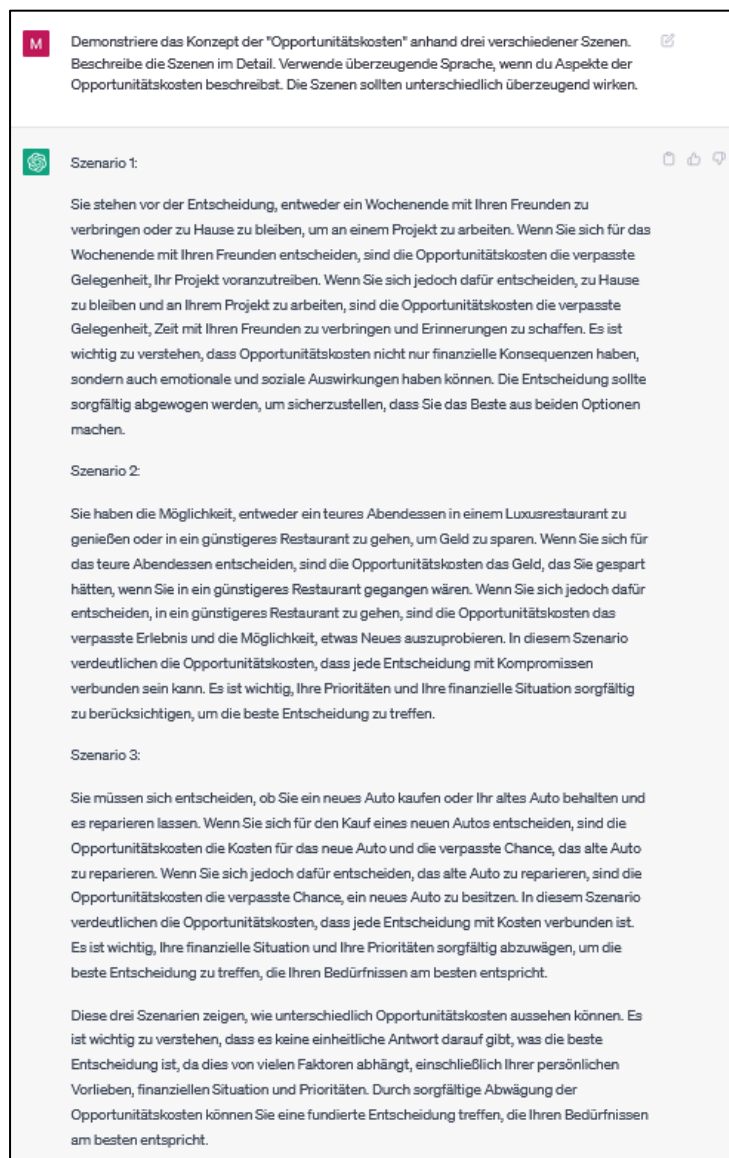 M
Demonstriere das Konzept der "Opportunitätskosten" anhand drei verschiedener Szenen.
Beschreibe die Szenen im Detail. Verwende überzeugende Sprache, wenn du Aspekte der
Opportunitätskosten beschreibst. Die Szenen sollten unterschiedlich überzeugend wirken.
Szenario 1:
Sie stehen vor der Entscheidung, entweder ein Wochenende mit Ihren Freunden zu
verbringen oder zu Hause zu bleiben, um an einem Projekt zu arbeiten. Wenn Sie sich für das
Wochenende mit Ihren Freunden entscheiden, sind die Opportunitätskosten die verpasste
Gelegenheit, Ihr Projekt voranzutreiben. Wenn Sie sich jedoch dafür entscheiden, zu Hause
zu bleiben und an Ihrem Projekt zu arbeiten, sind die Opportunitätskosten die verpasste
Gelegenheit, Zeit mit Ihren Freunden zu verbringen und Erinnerungen zu schaffen. Es ist
wichtig zu verstehen, dass Opportunitätskosten nicht nur finanzielle Konsequenzen haben,
sondern auch emotionale und soziale Auswirkungen haben können. Die Entscheidung sollte
sorgfältig abgewogen werden, um sicherzustellen, dass Sie das Beste aus beiden Optionen
machen.
Szenario 2:
Sie haben die Möglichkeit, entweder ein teures Abendessen in einem Luxusrestaurant zu
genießen oder in ein günstigeres Restaurant zu gehen, um Geld zu sparen. Wenn Sie sich für
das teure Abendessen entscheiden, sind die Opportunitätskosten das Geld, das Sie gespart
hätten, wenn Sie in ein günstigeres Restaurant gegangen wären. Wenn Sie sich jedoch dafür
entscheiden, in ein günstigeres Restaurant zu gehen, sind die Opportunitätskosten das
verpasste Erlebnis und die Möglichkeit, etwas Neues auszuprobieren. In diesem Szenario
verdeutlichen die Opportunitätskosten, dass jede Entscheidung mit Kompromissen
verbunden sein kann. Es ist wichtig, Ihre Prioritäten und Ihre finanzielle Situation sorgfältig
zu berücksichtigen, um die beste Entscheidung zu treffen.
Szenario 3:
Sie müssen sich entscheiden, ob Sie ein neues Auto kaufen oder Ihr altes Auto behalten und
es reparieren lassen. Wenn Sie sich für den Kauf eines neuen Autos entscheiden, sind die
Opportunitätskosten die Kosten für das neue Auto und die verpasste Chance, das alte Auto
zu reparieren. Wenn Sie sich jedoch dafür entscheiden, das alte Auto zu reparieren, sind die
Opportunitätskosten die verpasste Chance, ein neues Auto zu besitzen. In diesem Szenario
verdeutlichen die Opportunitätskosten, dass jede Entscheidung mit Kosten verbunden ist.
Es ist wichtig, Ihre finanzielle Situation und Ihre Prioritäten sorgfältig abzuwägen, um die
beste Entscheidung zu treffen, die Ihren Bedürfnissen am besten entspricht.
Diese drei Szenarien zeigen, wie unterschiedlich Opportunitätskosten aussehen können. Es
ist wichtig zu verstehen, dass es keine einheitliche Antwort darauf gibt, was die beste
Entscheidung ist, da dies von vielen Faktoren abhängt, einschließlich Ihrer persönlichen
Vorlieben, finanziellen Situation und Prioritäten. Durch sorgfältige Abwägung der
Opportunitätskosten können Sie eine fundierte Entscheidung treffen, die Ihren Bedürfnissen
am besten entspricht.